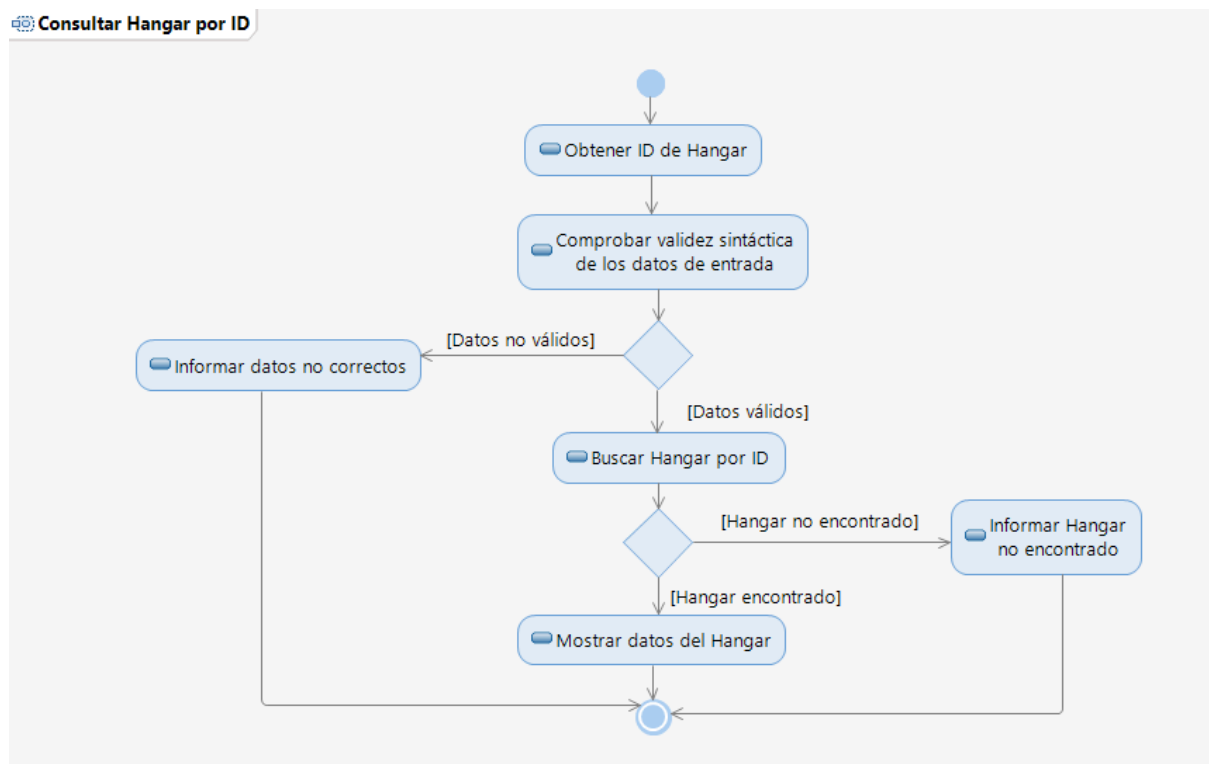 Consultar Hangar por ID
Obtener ID de Hangar
Comprobar validez sintáctica
de los datos de entrada
[Datos no válidos]
Informar datos no correctos
[Datos válidos]
Buscar Hangar por ID
[Hangar no encontrado]
Informar Hangar
no encontrado
[Hangar encontrado]
Mostrar datos del Hangar